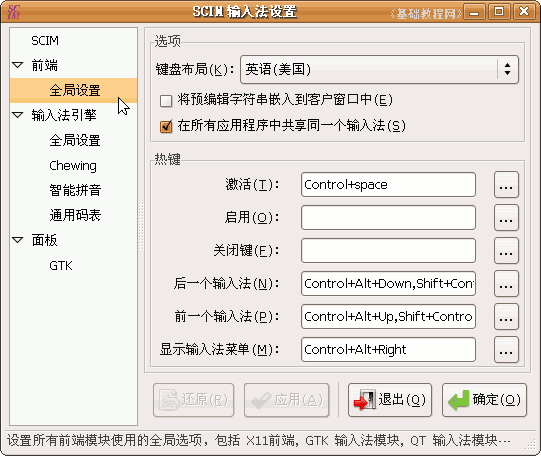 SCIM 输入法设置
《基础教程网》
SCIM
前端
全局设置
输入法引擎
全局设置
Chewing
智能拼音
通用码表
面板
GTK
选项
键盘布局(K): 英语(美国)
将预编辑字符串嵌入到客户窗口中(E)
在所有应用程序中共享同一个输入法(S)
热键
激活(T): Control+space ...
启用(O): ...
关闭键(F): ...
后一个输入法(N): Control+Alt+Down,Shift+Cont ...
前一个输入法(P): Control+Alt+Up,Shift+Contro ...
显示输入法菜单(M): Control+Alt+Right ...
还原(R) 应用(A) 退出(Q) 确定(O)
设置所有前端模块使用的全局选项，包括 X11前端, GTK 输入法模块, QT 输入法模块···